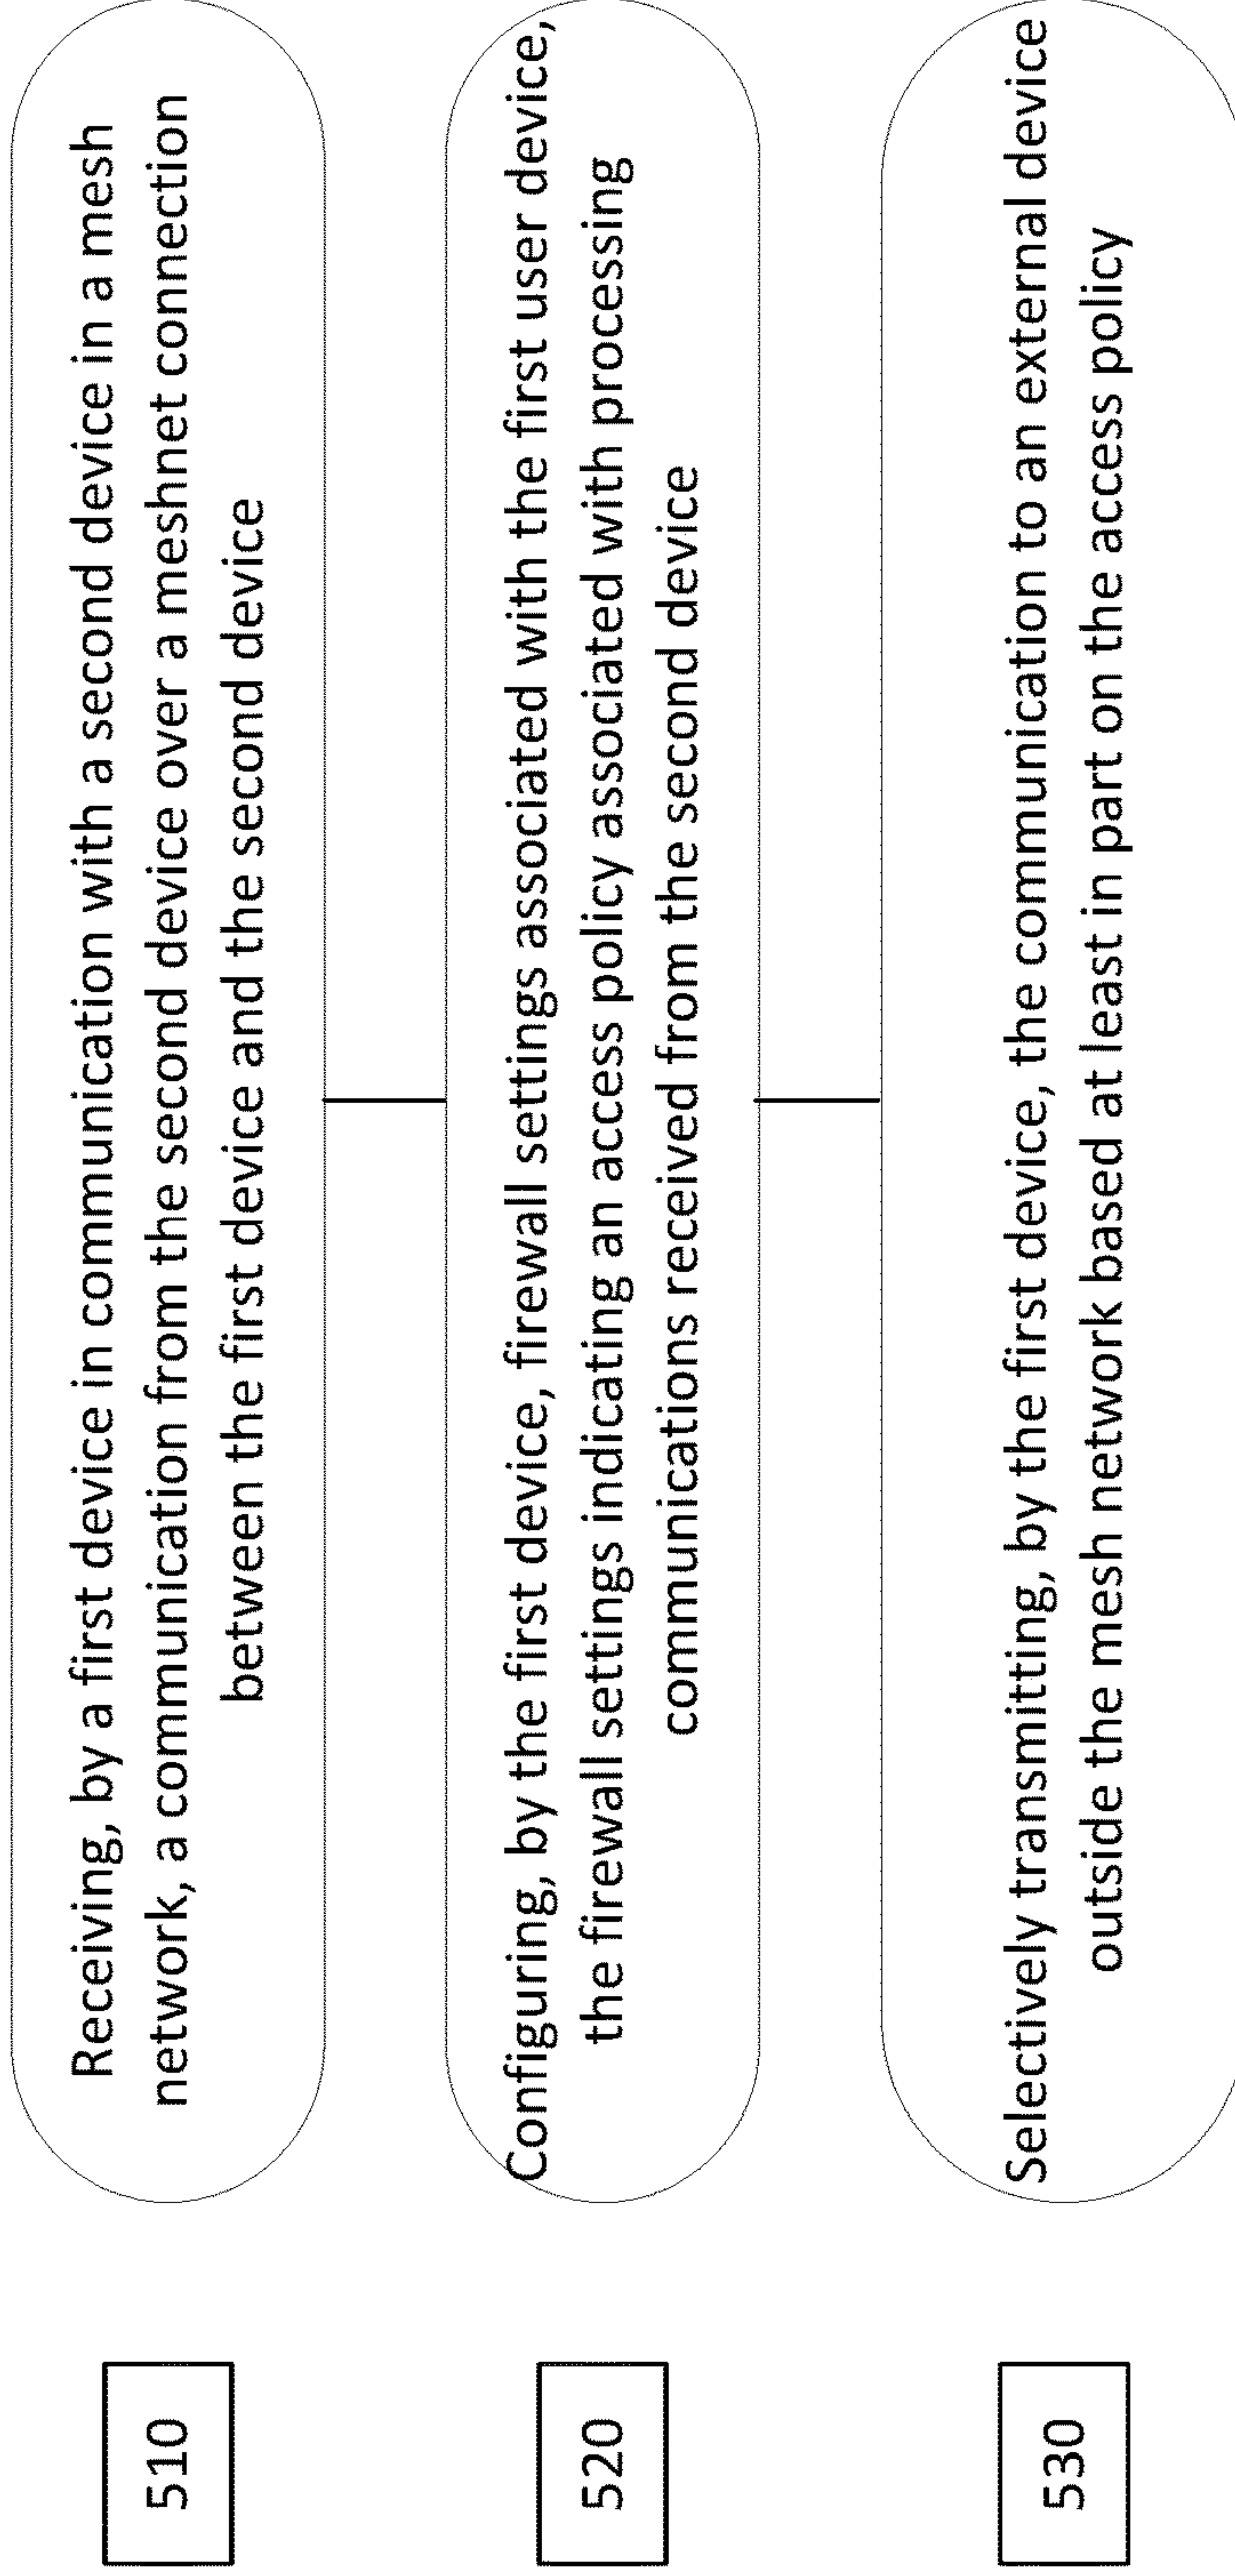 510
Receiving, by a first device in communication with a second device in a mesh
network, a communication from the second device over a meshnet connection
between the first device and the second device
520
Configuring, by the first device, firewall settings associated with the first user device,
the firewall settings indicating an access policy associated with processing
communications received from the second device
530
Selectively transmitting, by the first device, the communication to an external device
outside the mesh network based at least in part on the access policy